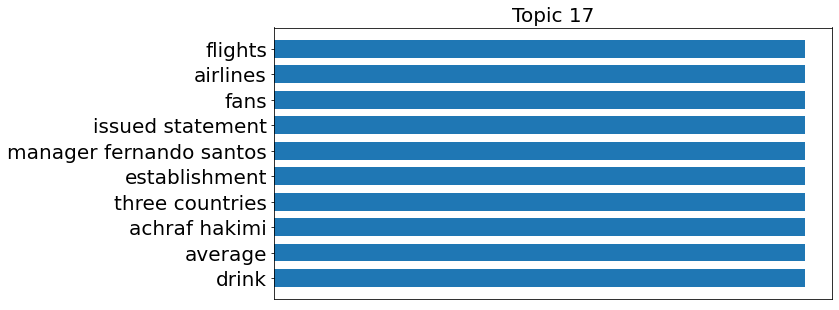 Topic 17
flights
airlines
fans
issued statement
manager fernando santos
establishment
three countries
achraf hakimi
average
drink